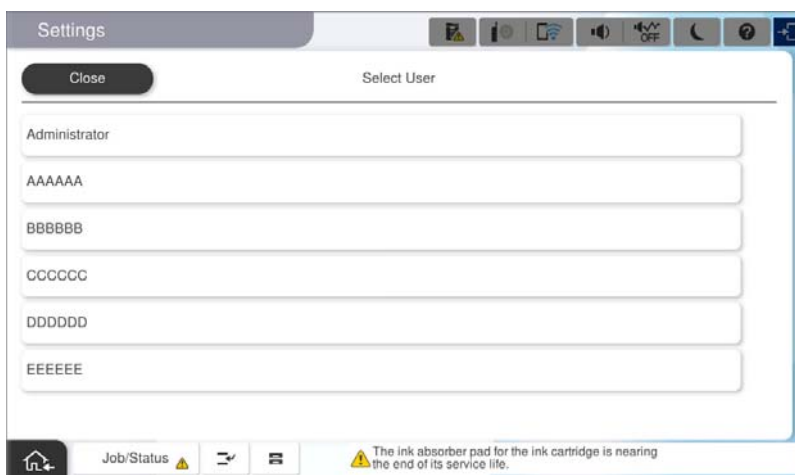 Settings
OFF
Close
Select User
Administrator
AAAAAA
BBBBBB
CCCCCC
DDDDDD
EEEEEE
Job/Status
The ink absorber pad for the ink cartridge is nearing
the end of its service life.